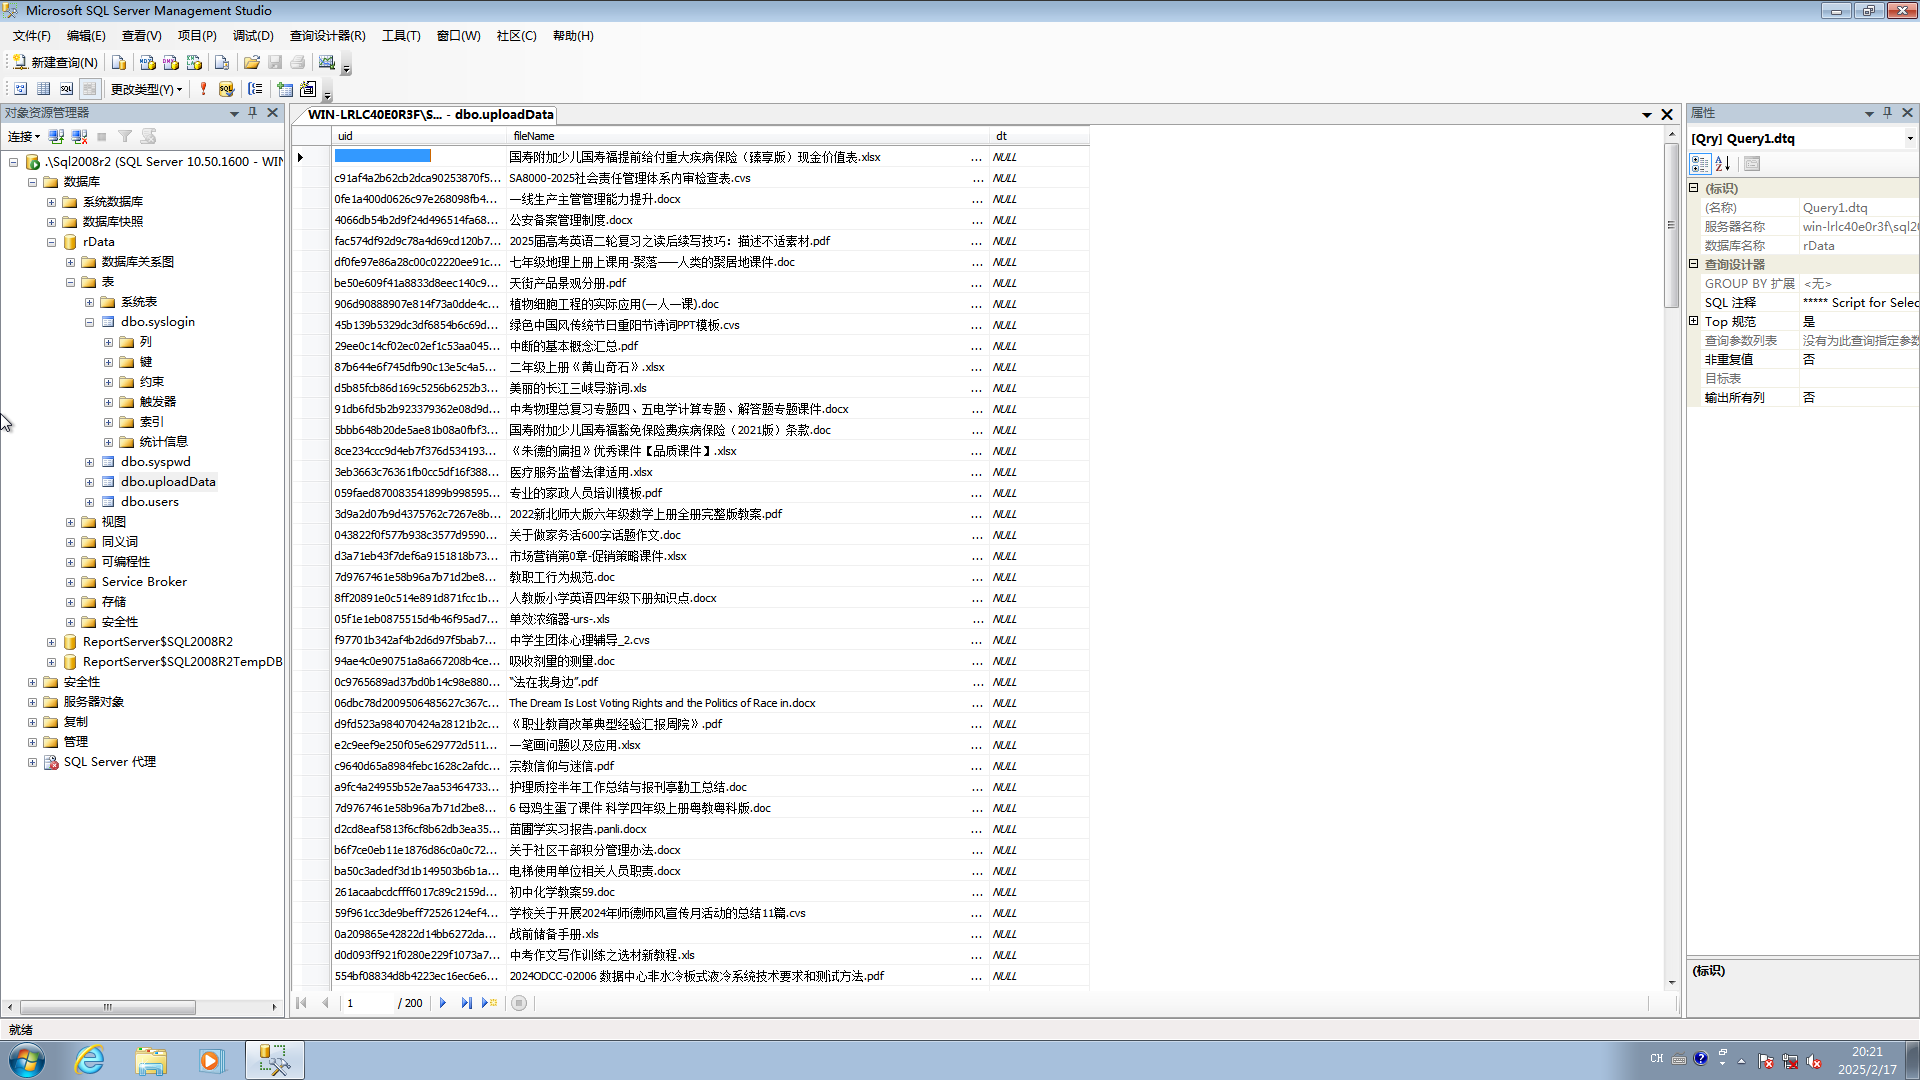 Microsoft SQL Server Management Studio
文件(F) 编辑(E) 查看(V) 项目(P) 调试(D) 查询设计器(R) 工具(T) 窗口(W) 社区(C) 帮助(H)
新建查询(N)
更改类型(Y)
对象资源管理器
连接
.\Sql2008r2 (SQL Server 10.50.1600 - WIN
数据库
系统数据库
数据库快照
rData
数据库关系图
表
系统表
dbo.syslogin
列
键
约束
触发器
索引
统计信息
dbo.syspwd
dbo.uploadData
dbo.users
视图
同义词
可编程性
Service Broker
存储
安全性
ReportServer$SQL2008R2
ReportServer$SQL2008R2TempDB
安全性
服务器对象
复制
管理
SQL Server 代理
WIN-LRLC40E0R3F\S... - dbo.uploadData
uid fileName dt
国寿附加少儿国寿福提前给付重大疾病保险（臻享版）现金价值表.xlsx ... NULL
c91af4a2b62cb2dca90253870f5... SA8000-2025社会责任管理体系内审检查表.cvs ... NULL
0fe1a400d0626c97e268098fb4... 一线生产主管管理能力提升.docx ... NULL
4066db54b2d9f24d496514fa68... 公安备案管理制度.docx ... NULL
fac574df92d9c78a4d69cd120b7... 2025届高考英语二轮复习之读后续写技巧：描述不适素材.pdf ... NULL
df0fe97e86a28c00c02220ee91c... 七年级地理上册上课用-聚落——人类的聚居地课件.doc ... NULL
be50e609f41a8833d8eec140c9... 天街产品景观分册.pdf ... NULL
906d90888907e814f73a0dde4c... 植物细胞工程的实际应用(一人一课).doc ... NULL
45b139b5329dc3df6854b6c69d... 绿色中国风传统节日重阳节诗词PPT模板.cvs ... NULL
29ee0c14cf02ec02ef1c53aa045... 中断的基本概念汇总.pdf ... NULL
87b644e6f745dfb90c13e5c4a5... 二年级上册《黄山奇石》.xlsx ... NULL
d5b85fcb86d169c5256b6252b3... 美丽的长江三峡导游词.xls ... NULL
91db6fd5b2b923379362e08d9d... 中考物理总复习专题四、五电学计算专题、解答题专题课件.docx ... NULL
5bbb648b20de5ae81b08a0fbf3... 国寿附加少儿国寿福豁免保险费疾病保险（2021版）条款.doc ... NULL
8ce234ccc9d4eb7f376d534193... 《朱德的扁担》优秀课件【品质课件】.xlsx ... NULL
3eb3663c76361fb0cc5df16f388... 医疗服务监督法律适用.xlsx ... NULL
059faed870083541899b998595... 专业的家政人员培训模板.pdf ... NULL
3d9a2d07b9d4375762c7267e8b... 2022新北师大版六年级数学上册全册完整版教案.pdf ... NULL
043822f0f577b938c3577d9590... 关于做家务活600字话题作文.doc ... NULL
d3a71eb43f7def6a9151818b73... 市场营销第0章-促销策略课件.xlsx ... NULL
7d9767461e58b96a7b71d2be8... 教职工行为规范.doc ... NULL
8ff20891e0c514e891d871fcc1b... 人教版小学英语四年级下册知识点.docx ... NULL
05f1e1eb0875515d4b46f95ad7... 单效浓缩器-urs-.xls ... NULL
f97701b342af4b2d6d97f5bab7... 中学生团体心理辅导_2.cvs ... NULL
94ae4c0e90751a8a667208b4ce... 吸收剂量的测量.doc ... NULL
0c9765689ad37bd0b14c98e880... “法在我身边”.pdf ... NULL
06dbc78d2009506485627c367c... The Dream Is Lost Voting Rights and the Politics of Race in.docx ... NULL
d9fd523a984070424a28121b2c... 《职业教育改革典型经验汇报周院》.pdf ... NULL
e2c9eef9e250f05e629772d511... 一笔画问题以及应用.xlsx ... NULL
c9640d65a8984febc1628c2afdc... 宗教信仰与迷信.pdf ... NULL
a9fc4a24955b52e7aa53464733... 护理质控半年工作总结与报刊亭勤工总结.doc ... NULL
7d9767461e58b96a7b71d2be8... 6 母鸡生蛋了课件 科学四年级上册粤教粤科版.doc ... NULL
d2cd8eaf5813f6cf8b62db3ea35... 苗圃学实习报告.panli.docx ... NULL
b6f7ce0eb11e1876d86c0a0c72... 关于社区干部积分管理办法.docx ... NULL
ba50c3adedf3d1b149503b6b1a... 电梯使用单位相关人员职责.docx ... NULL
261acaabcdcfff6017c89c2159d... 初中化学教案59.doc ... NULL
59f961cc3de9beff72526124ef4... 学校关于开展2024年师德师风宣传月活动的总结11篇.cvs ... NULL
0a209865e42822d14bb6272da... 战前储备手册.xls ... NULL
d0d093ff921f0280e229f1073a7... 中考作文写作训练之选材新教程.xls ... NULL
554bf08834d8b4223ec16ec6e6... 2024ODCC-02006 数据中心非水冷板式液冷系统技术要求和测试方法.pdf ... NULL
1 / 200
属性
[Qry] Query1.dtq
(标识)
(名称) Query1.dtq
服务器名称 win-lrlc40e0r3f\sql20
数据库名称 rData
查询设计器
GROUP BY 扩展 <无>
SQL 注释 ***** Script for Selec
Top 规范 是
查询参数列表 没有为此查询指定参数
非重复值 否
目标表
输出所有列 否
(标识)
就绪
CH
20:21
2025/2/17